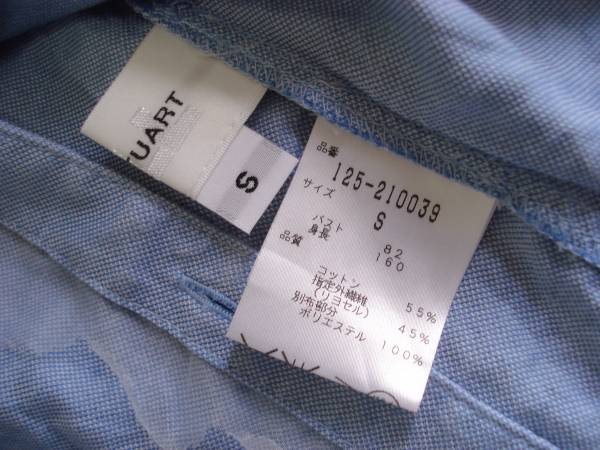 TUART
S
品番
125-210039
サイズ
S
バスト 82
身長 160
品質
コットン 55%
指定外繊維
(リヨセル) 45%
別布部分
ポリエステル 100%